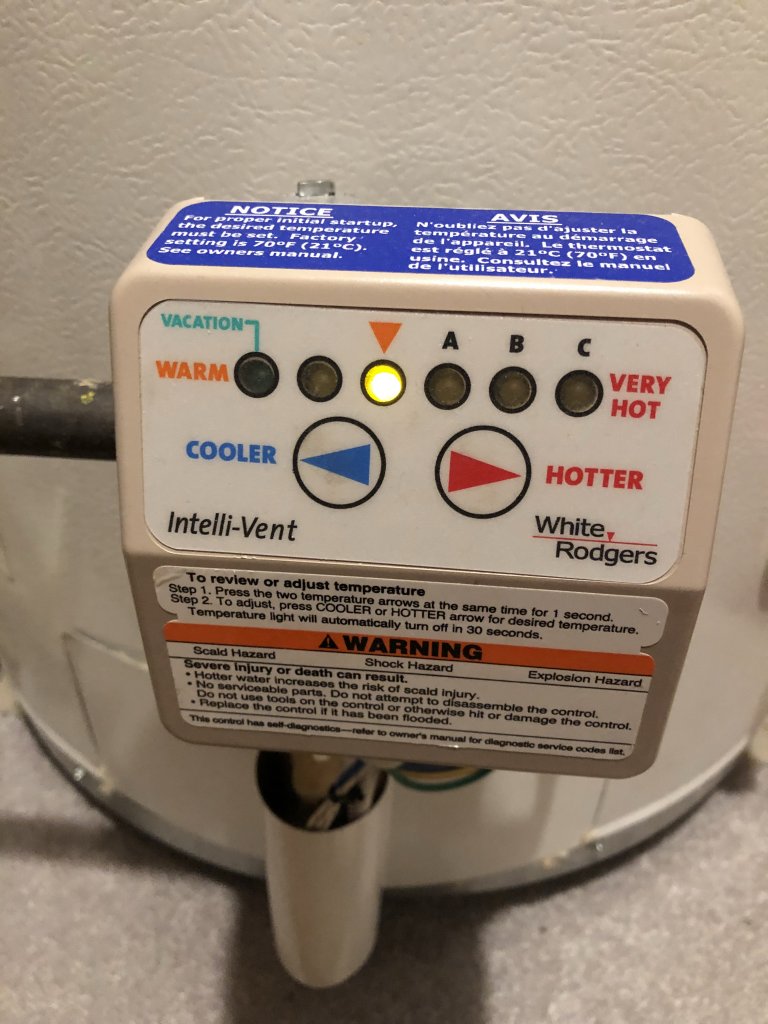 NOTICE
For proper initial startup,
the desired temperature
must be set. Factory
setting is 70°F (21°C).
See owners manual.
AVIS
N'oubliez pas d'ajuster la
température au démarrage
de l'appareil. Le thermostat
est réglé à 21°C (70°F) en
usine. Consultez le manuel
de l'utilisateur.
VACATION
A B C
WARM
VERY
HOT
COOLER
HOTTER
Intelli-Vent
White
Rodgers
To review or adjust temperature
Step 1. Press the two temperature arrows at the same time for 1 second.
Step 2. To adjust, press COOLER or HOTTER arrow for desired temperature.
Temperature light will automatically turn off in 30 seconds.
WARNING
Scald Hazard Shock Hazard Explosion Hazard
Severe injury or death can result.
• Hotter water increases the risk of scald injury.
• No serviceable parts. Do not attempt to disassemble the control.
Do not use tools on the control or otherwise hit or damage the control.
• Replace the control if it has been flooded.
This control has self-diagnostics—refer to owner's manual for diagnostic service codes list.